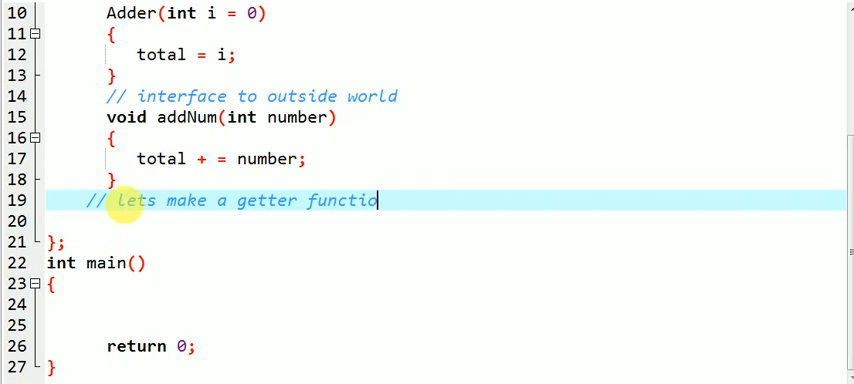 10 Adder(int i = 0)
11 {
12 total = i;
13 }
14 // interface to outside world
15 void addNum(int number)
16 {
17 total + = number;
18 }
19 // lets make a getter functio
20
21 };
22 int main()
23 {
24
25
26 return 0;
27 }